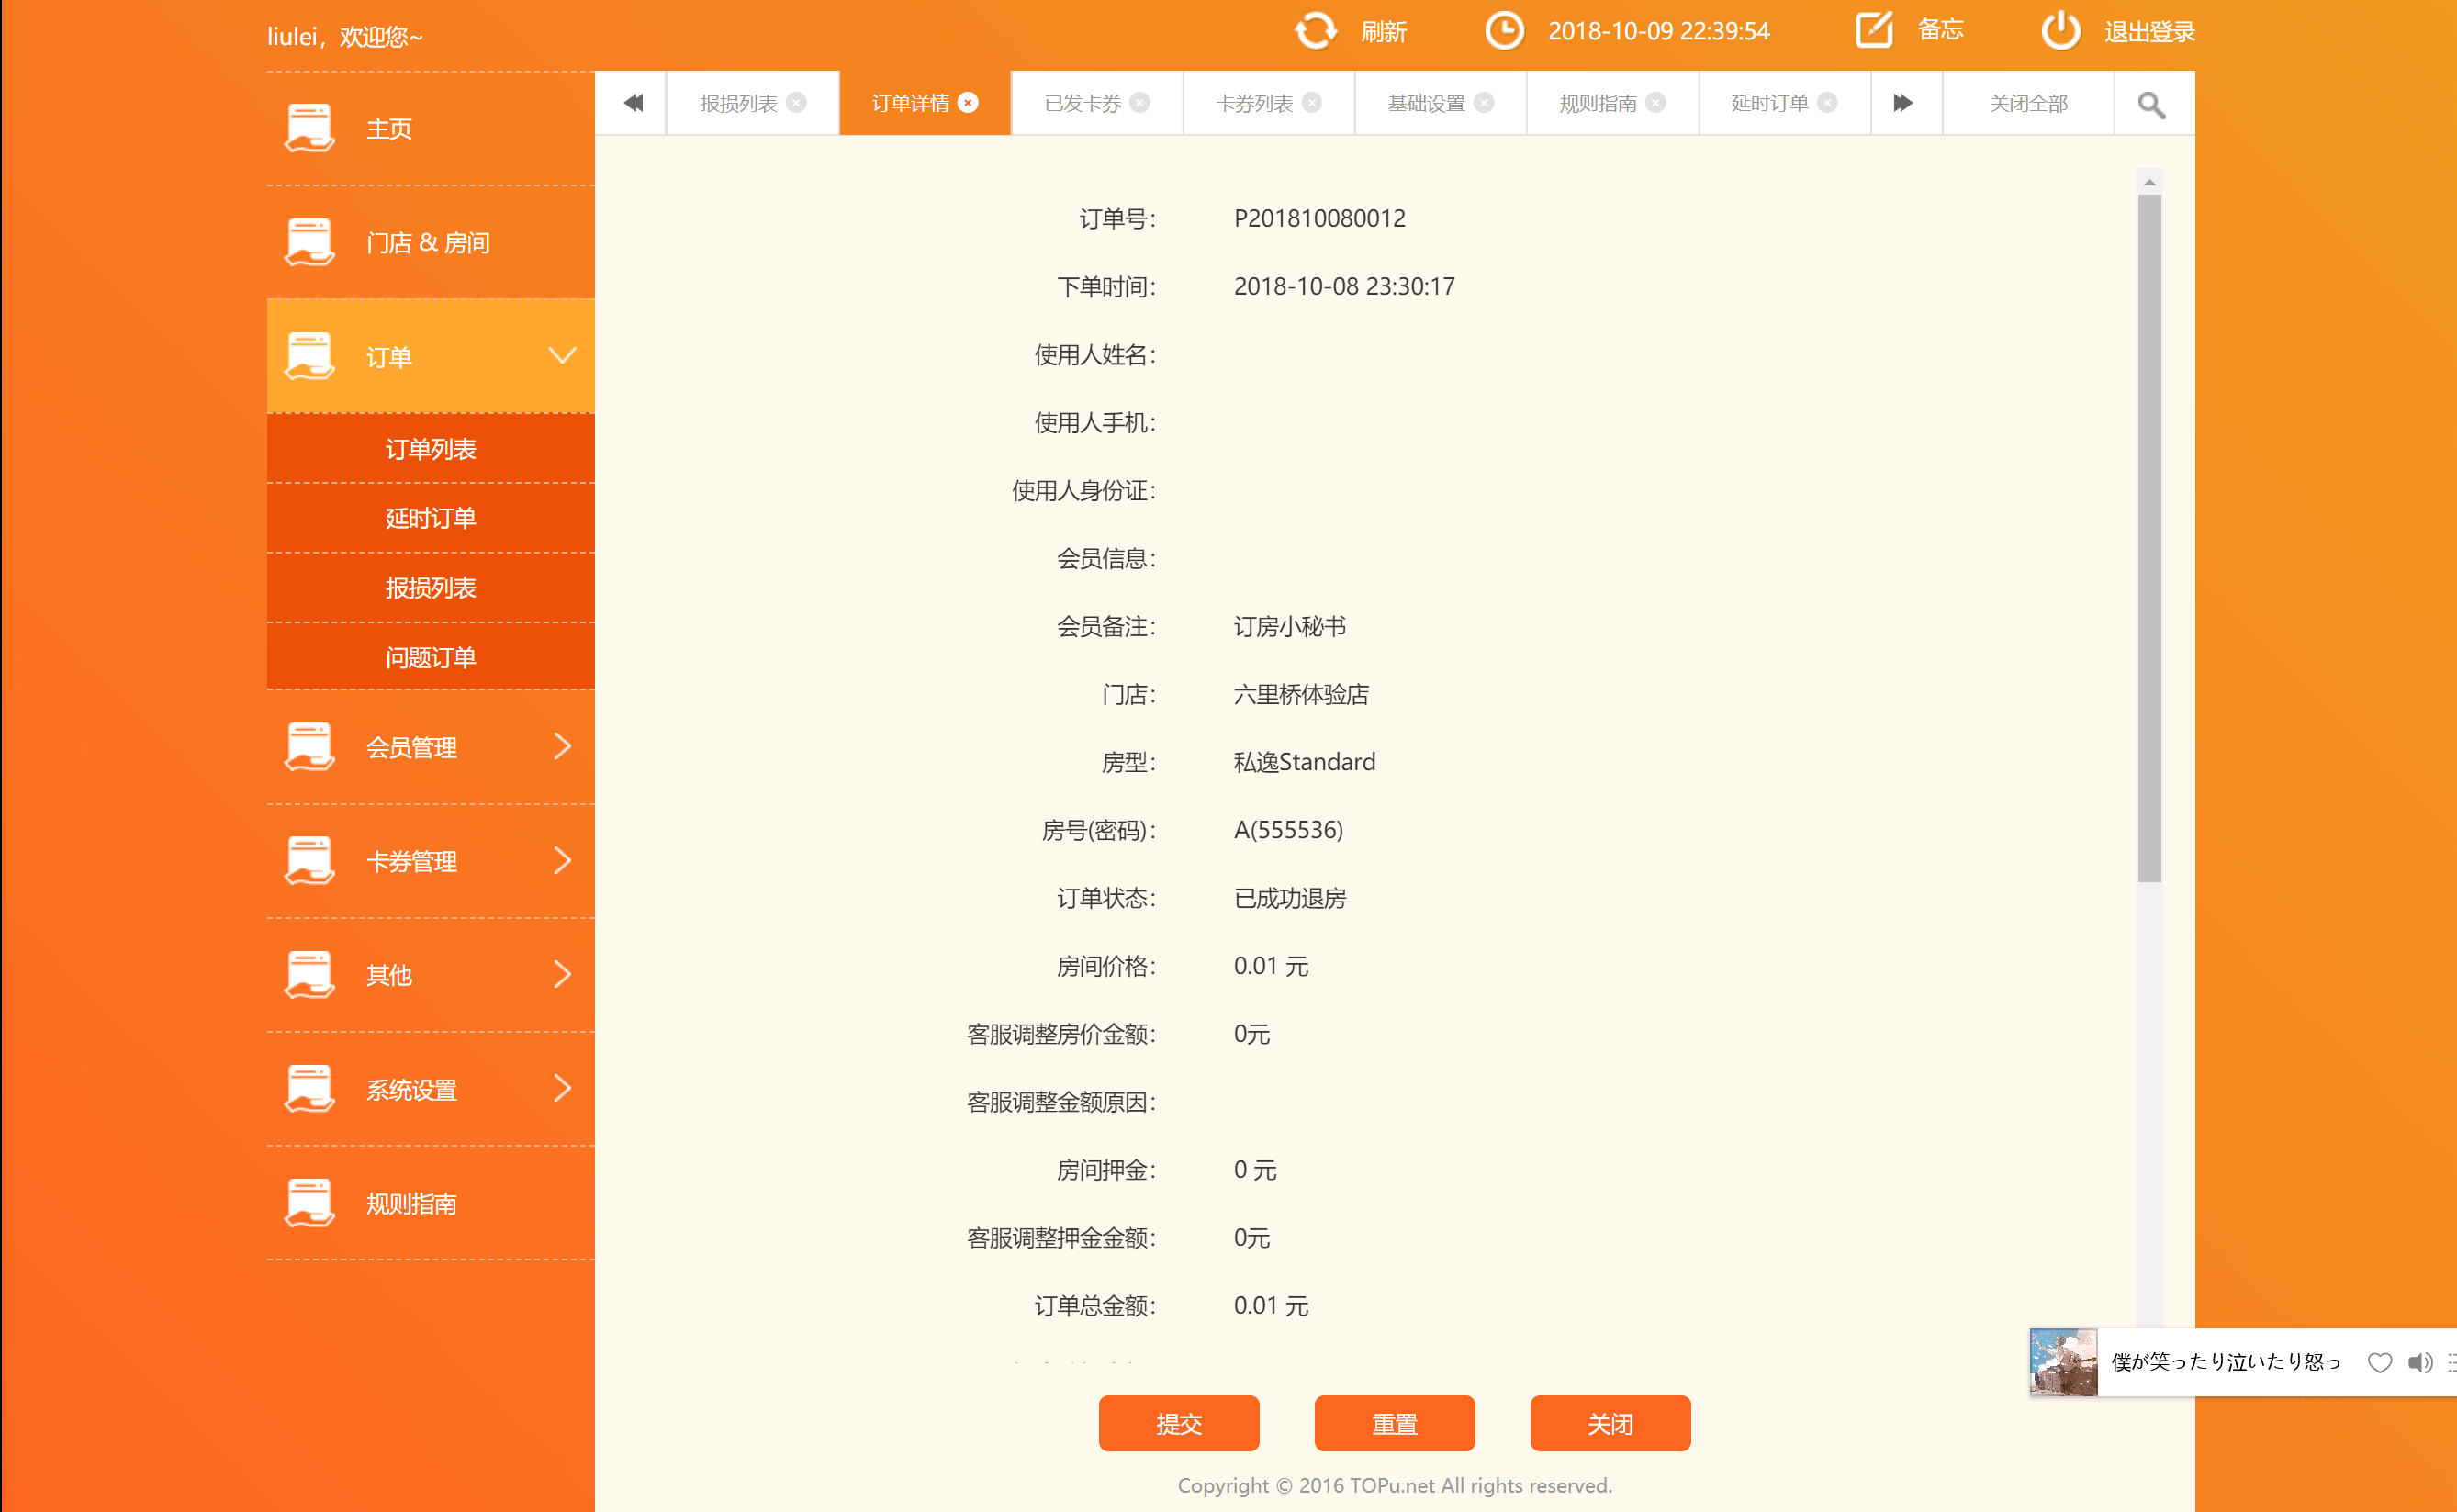 liulei，欢迎您~
刷新
2018-10-09 22:39:54
备忘
退出登录
报损列表
订单详情
已发卡券
卡券列表
基础设置
规则指南
延时订单
关闭全部
主页
门店 & 房间
订单
订单列表
延时订单
报损列表
问题订单
会员管理
卡券管理
其他
系统设置
规则指南
订单号： P201810080012
下单时间： 2018-10-08 23:30:17
使用人姓名：
使用人手机：
使用人身份证：
会员信息：
会员备注： 订房小秘书
门店： 六里桥体验店
房型： 私逸Standard
房号(密码)： A(555536)
订单状态： 已成功退房
房间价格： 0.01 元
客服调整房价金额： 0元
客服调整金额原因：
房间押金： 0 元
客服调整押金金额： 0元
订单总金额： 0.01 元
僕が笑ったり泣いたり怒っ
提交
重置
关闭
Copyright © 2016 TOPu.net All rights reserved.